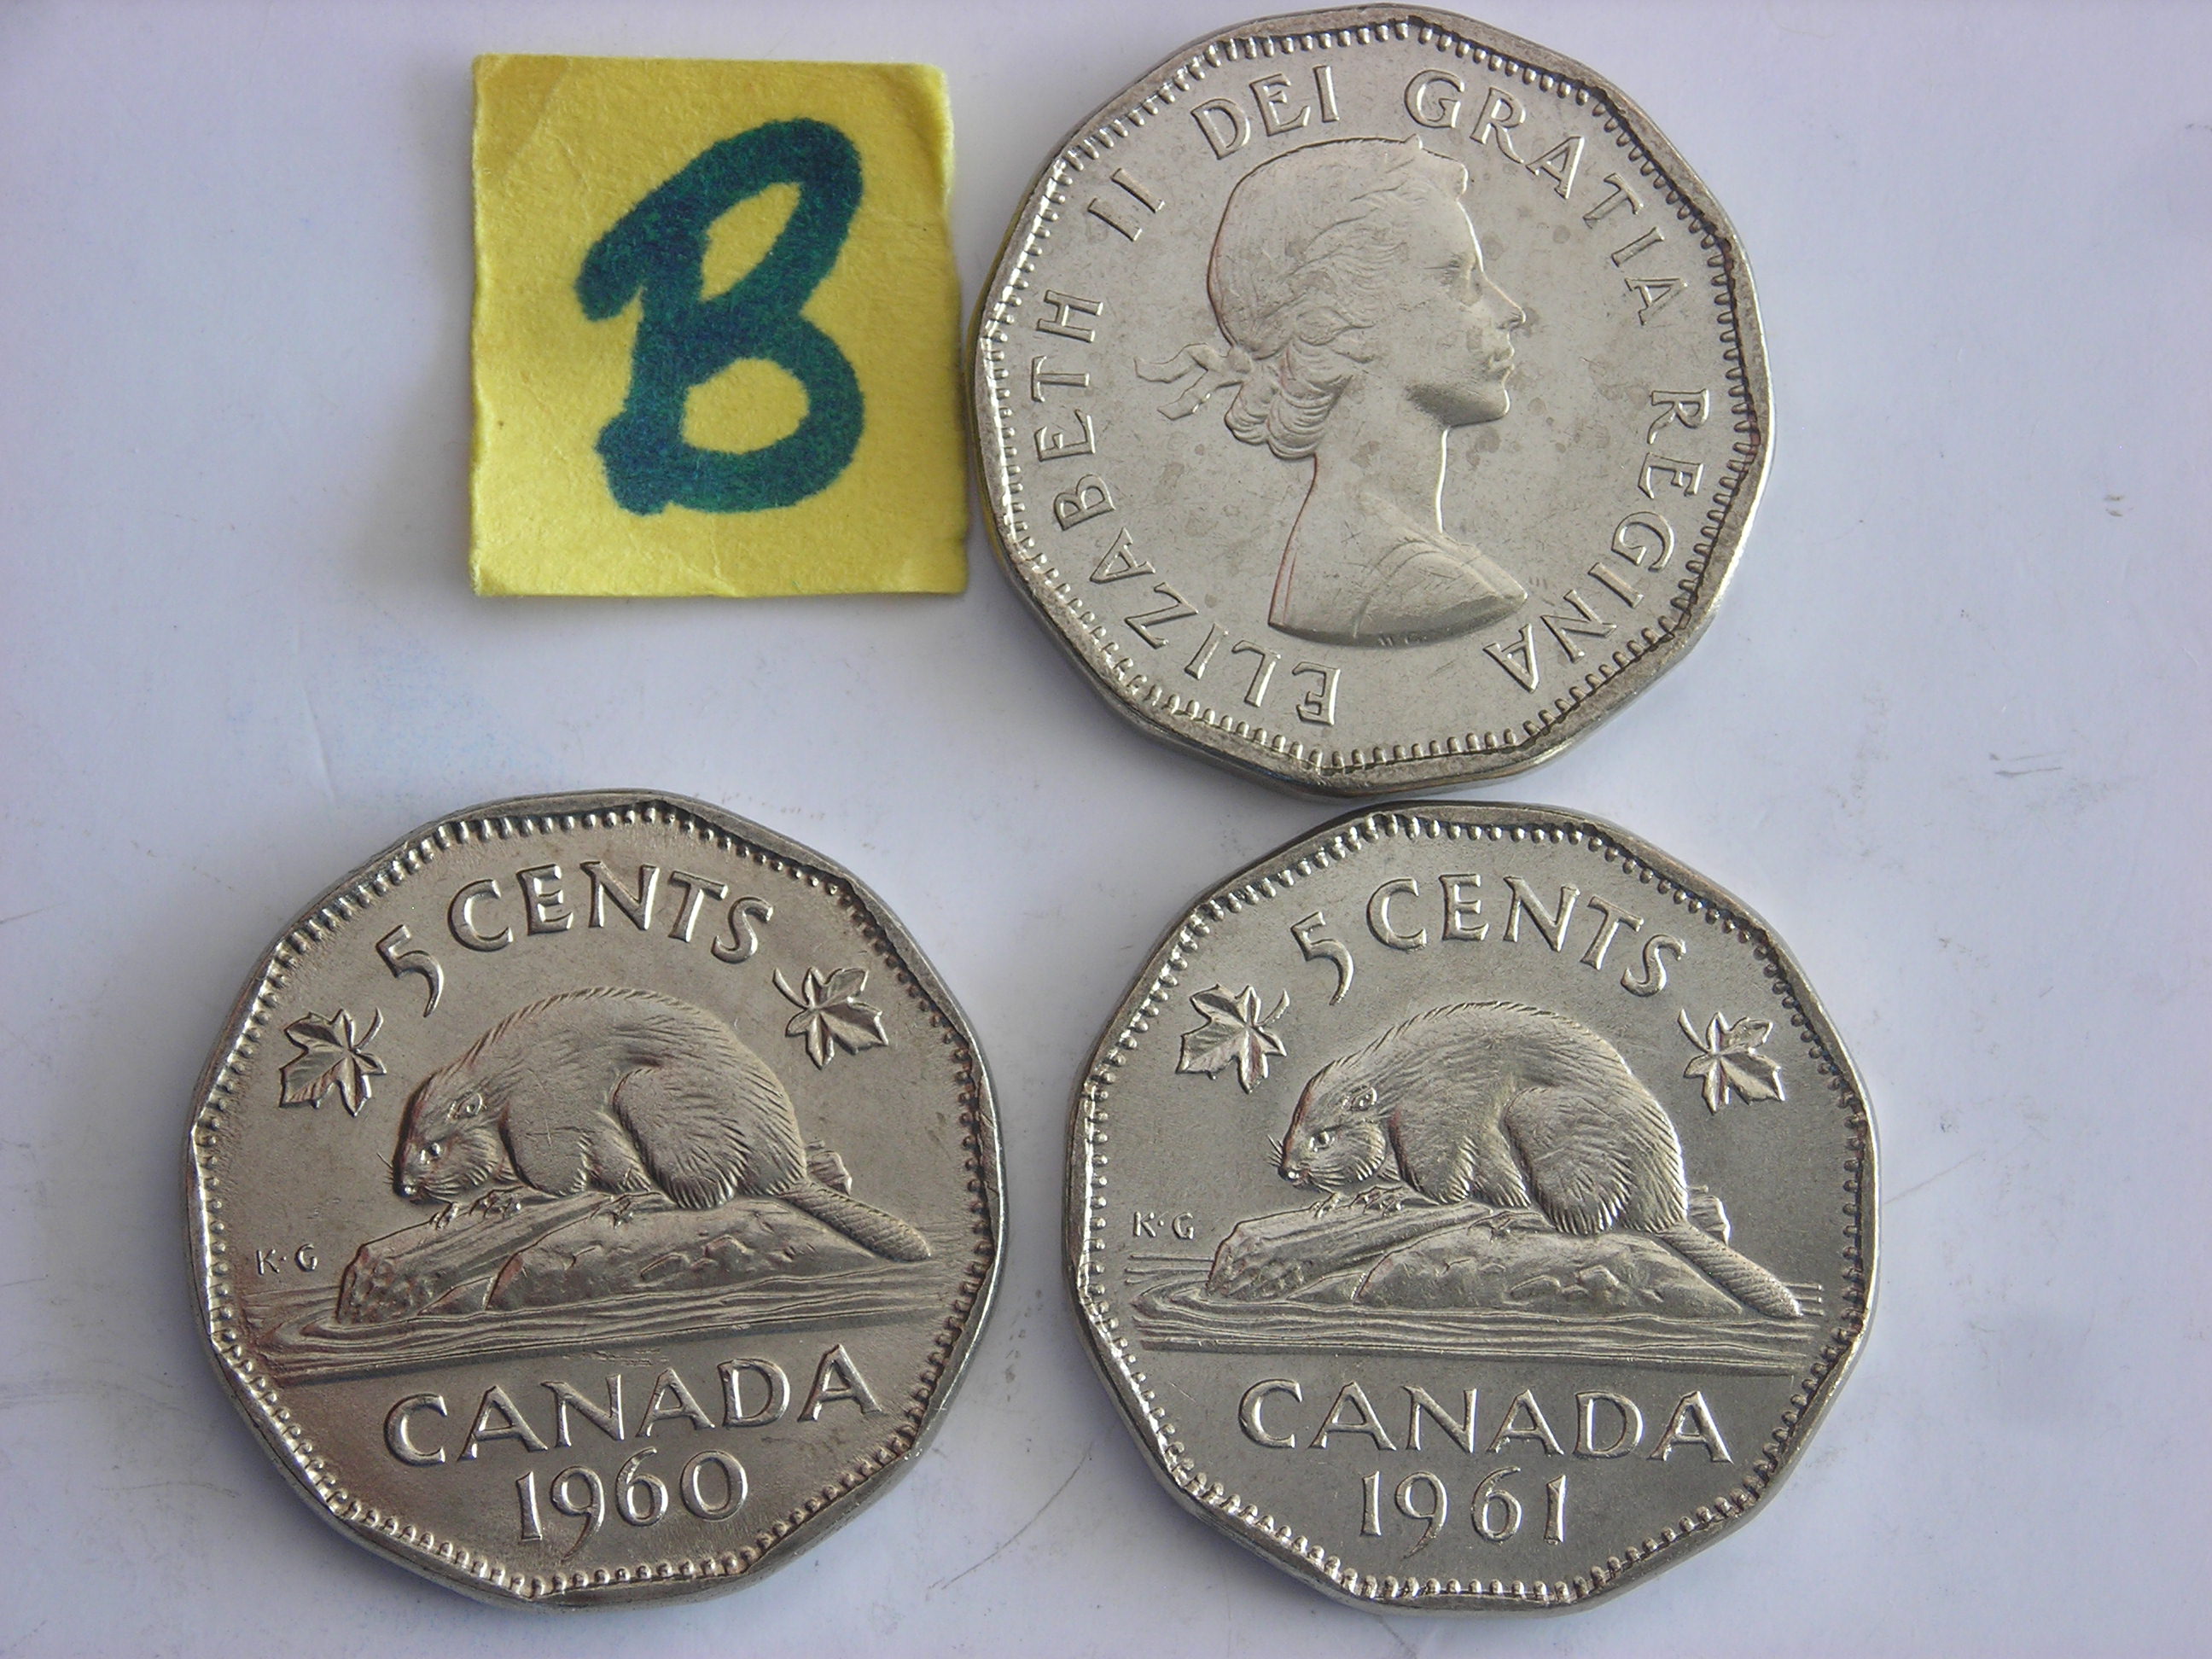 B
ELIZABETH II DEI GRATIA REGINA
5 CENTS
K·G
CANADA
1960
5 CENTS
K·G
CANADA
1961